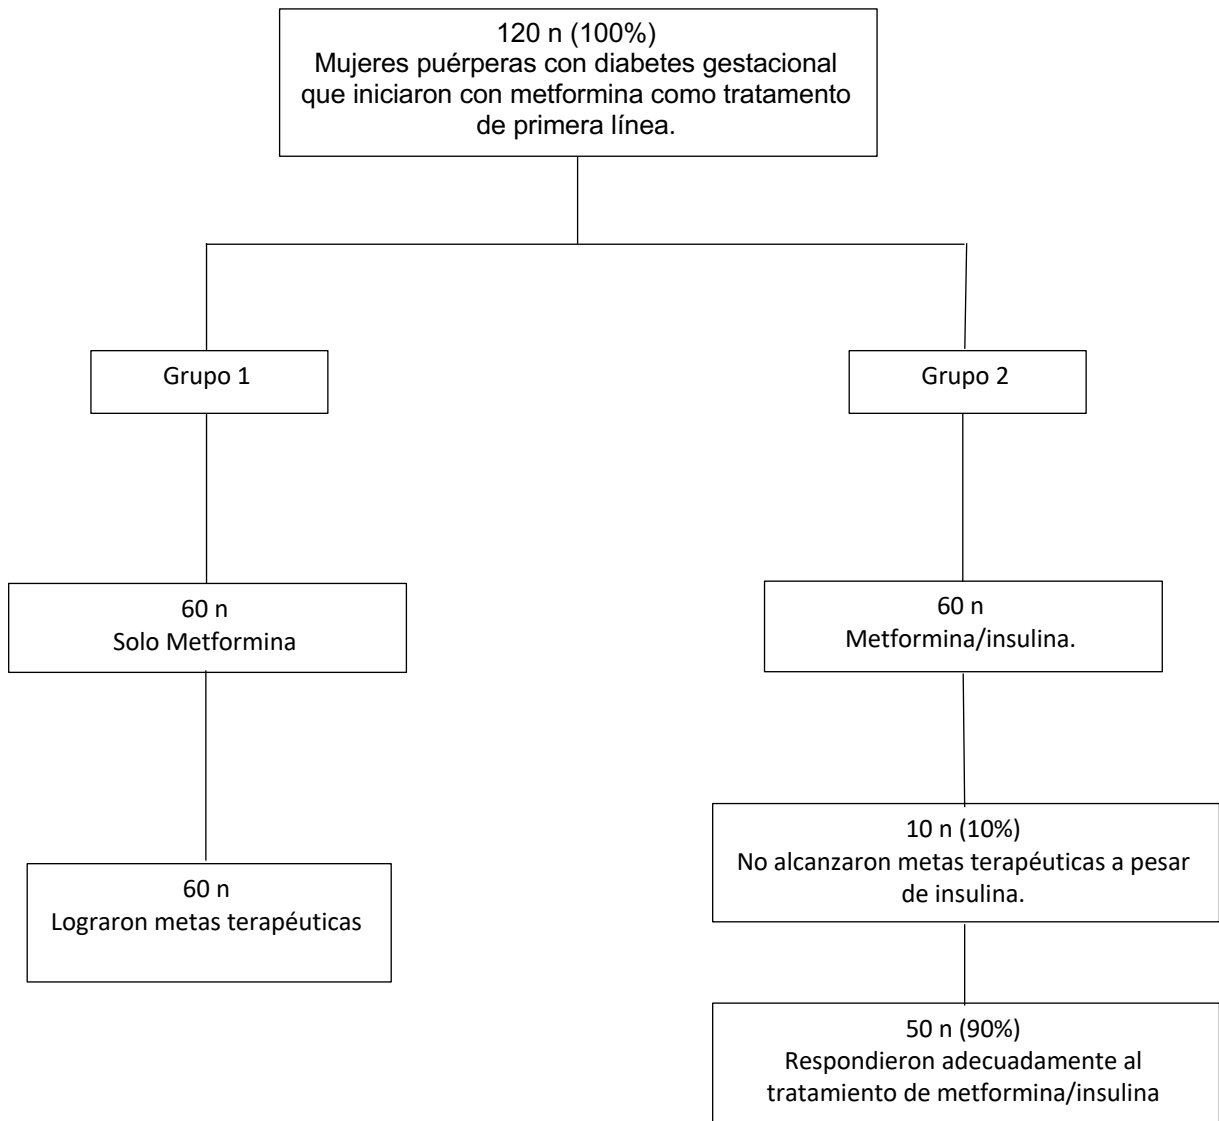 120 n (100%)
Mujeres puérperas con diabetes gestacional
que iniciaron con metformina como tratamiento
de primera línea.
Grupo 1
Grupo 2
60 n
Solo Metformina
60 n
Metformina/insulina.
10 n (10%)
No alcanzaron metas terapéuticas a pesar
de insulina.
60 n
Lograron metas terapéuticas
50 n (90%)
Respondieron adecuadamente al
tratamiento de metformina/insulina